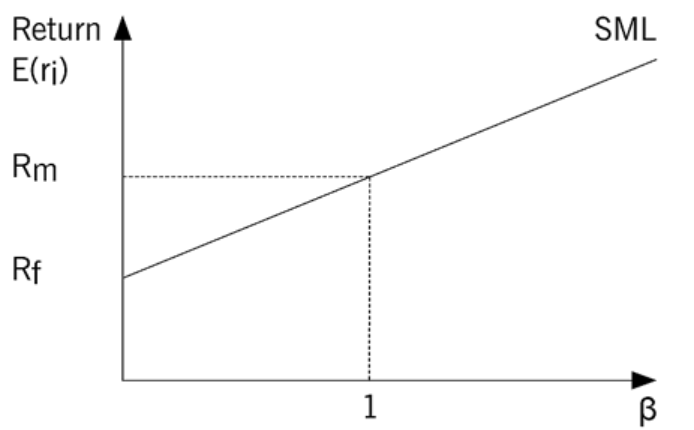 Return
SML
E(ri)
Rm
Rf
1
β